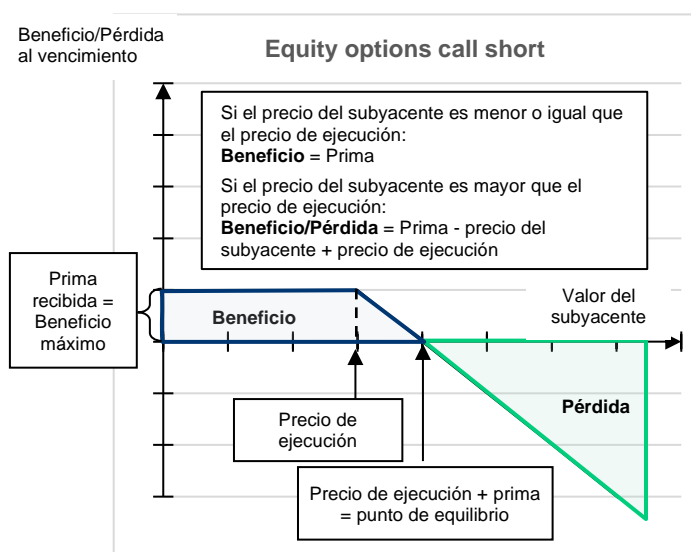 Beneficio/Pérdida
al vencimiento
Equity options call short
Si el precio del subyacente es menor o igual que
el precio de ejecución:
Beneficio = Prima
Si el precio del subyacente es mayor que el
precio de ejecución:
Beneficio/Pérdida = Prima - precio del
subyacente + precio de ejecución
Prima
recibida =
Beneficio
máximo
Beneficio
Valor del
subyacente
Pérdida
Precio de
ejecución
Precio de ejecución + prima
= punto de equilibrio